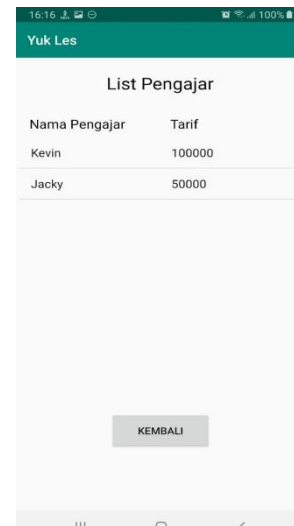 16:16 100%
Yuk Les
List Pengajar
Nama Pengajar Tarif
Kevin 100000
Jacky 50000
KEMBALI